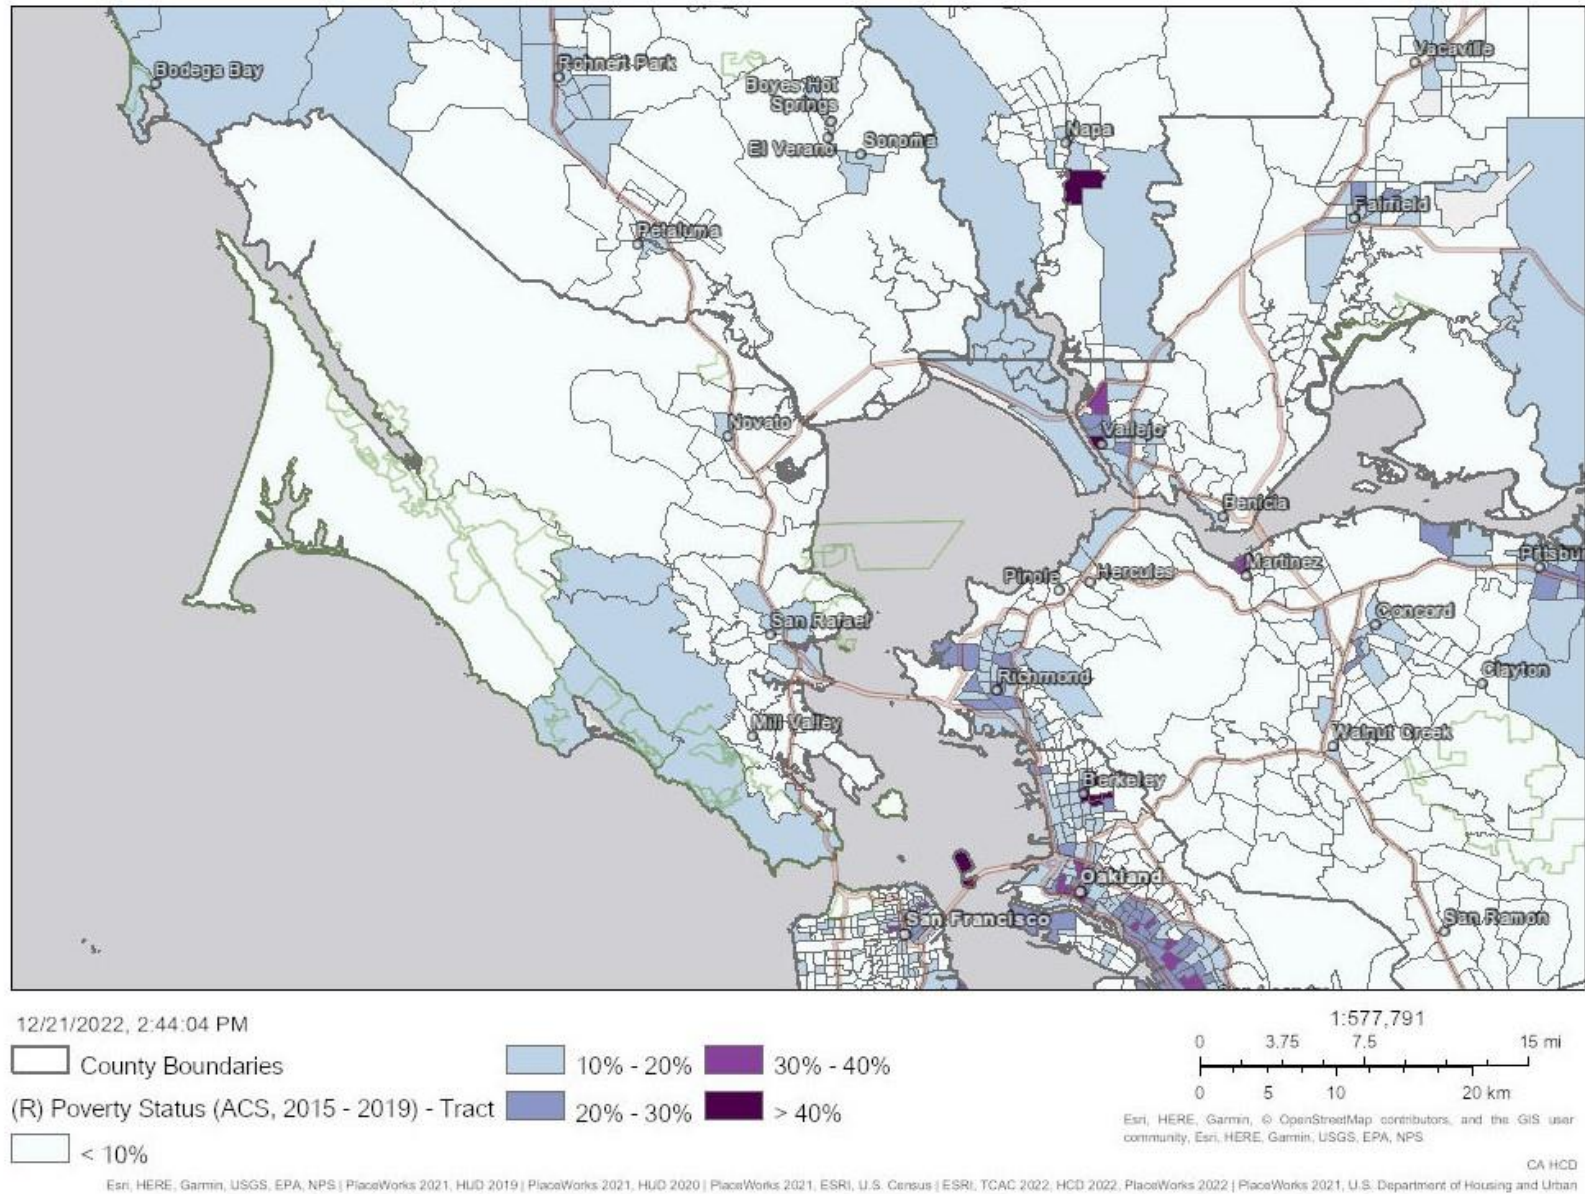 Bodega Bay
Rohnert Park
Vacaville
Boyes Hot
Springs
Napa
El Verano
Sonoma
Fairfield
Petaluma
Novato
Vallejo
Benicia
Pinole
Hercules
Martinez
Pittsbur
San Rafael
Concord
Richmond
Clayton
Mill Valley
Walnut Creek
Berkeley
Oakland
San Francisco
San Ramon
12/21/2022, 2:44:04 PM
County Boundaries
(R) Poverty Status (ACS, 2015 - 2019) - Tract
< 10%
10% - 20%
20% - 30%
30% - 40%
> 40%
1:577,791
0 3.75 7.5 15 mi
0 5 10 20 km
Esri, HERE, Garmin, © OpenStreetMap contributors, and the GIS user
community, Esri, HERE, Garmin, USGS, EPA, NPS
CA HCD
Esri, HERE, Garmin, USGS, EPA, NPS | PlaceWorks 2021, HUD 2019 | PlaceWorks 2021, HUD 2020 | PlaceWorks 2021, ESRI, U.S. Census | ESRI, TCAC 2022, HCD 2022, PlaceWorks 2022 | PlaceWorks 2021, U.S. Department of Housing and Urban